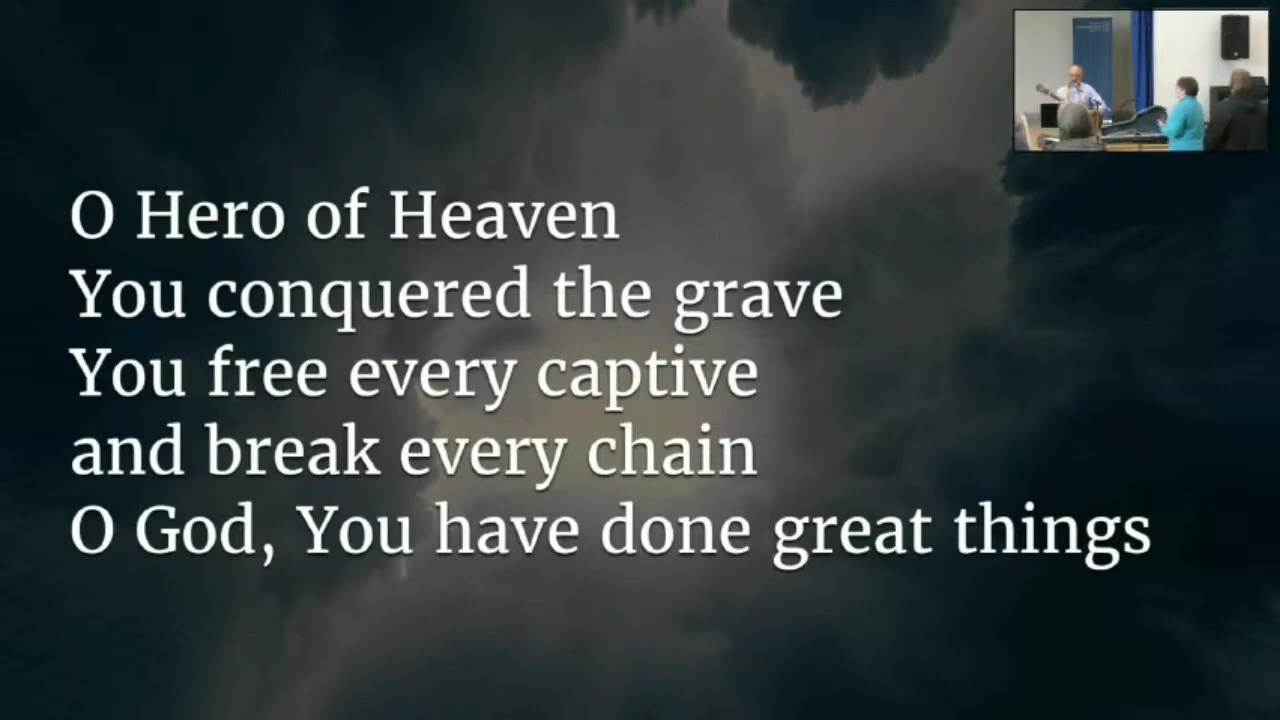 O Hero of Heaven
You conquered the grave
You free every captive
and break every chain
O God, You have done great things